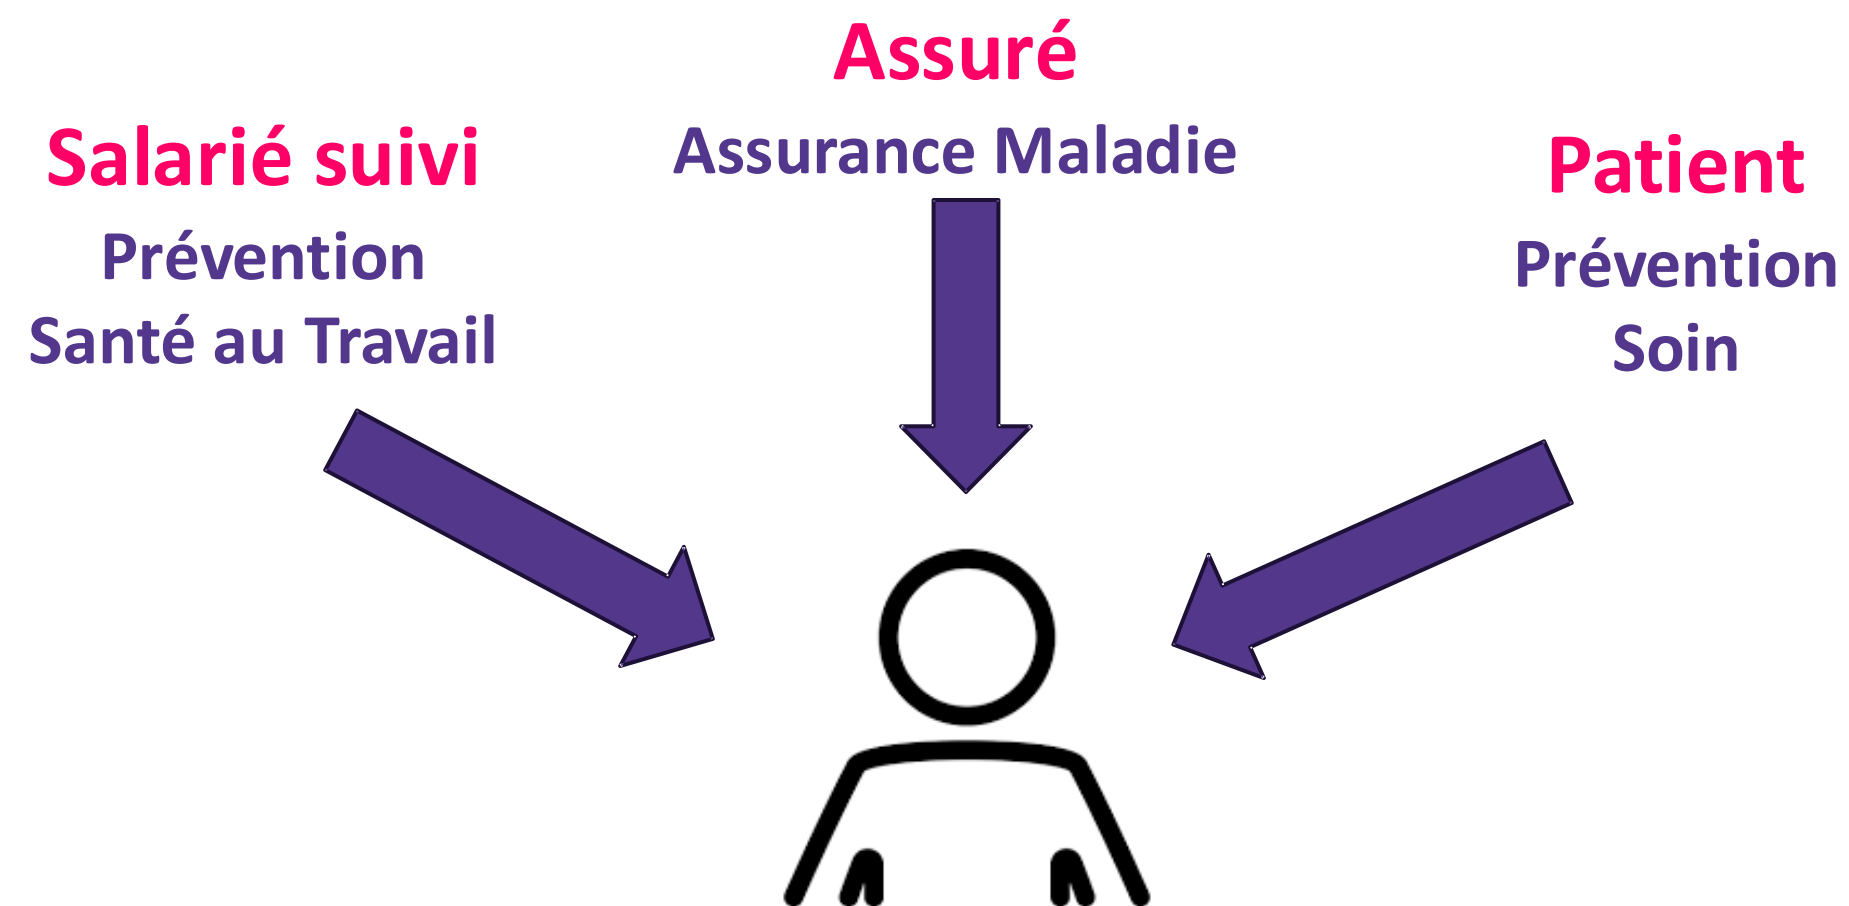 Salarié suivi
Prévention
Santé au Travail
Assuré
Assurance Maladie
Patient
Prévention
Soin